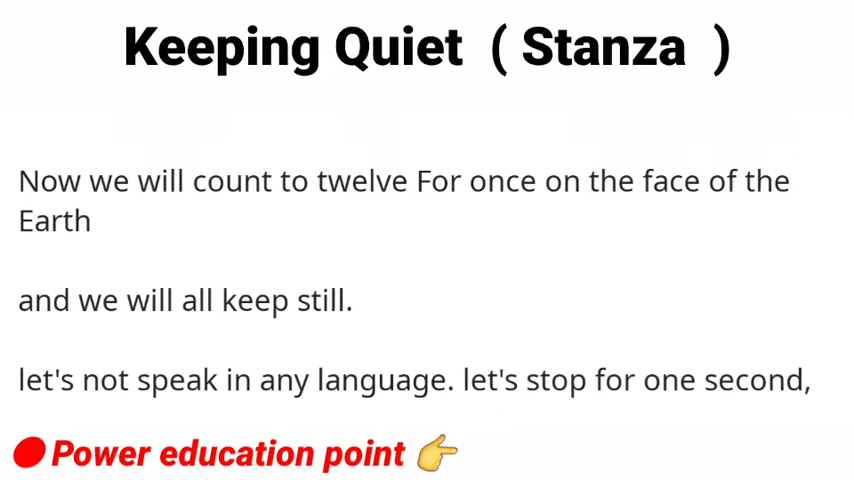 Keeping Quiet ( Stanza )
Now we will count to twelve For once on the face of the
Earth
and we will all keep still.
let's not speak in any language. let's stop for one second,
Power education point